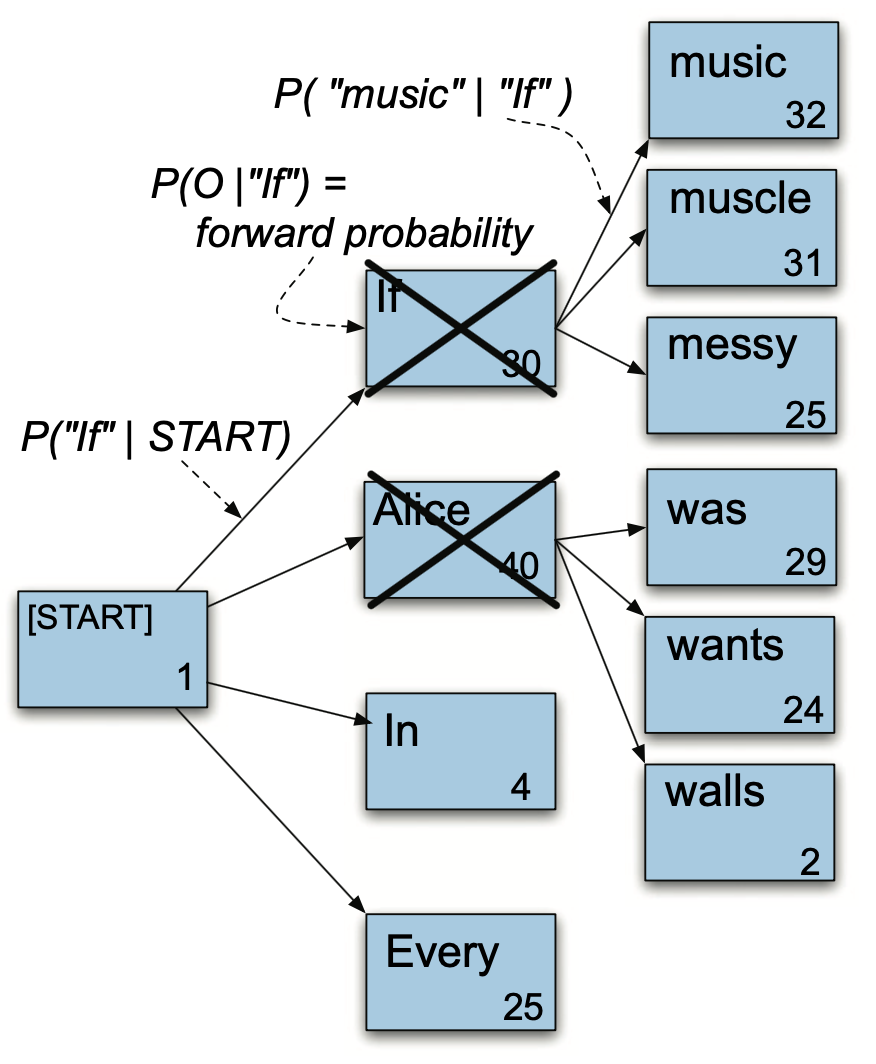 P( "music" | "If" )
P(O |"If") =
forward probability
P("If" | START)
[START]
1
If
30
Alice
40
In
4
Every
25
music
32
muscle
31
messy
25
was
29
wants
24
walls
2